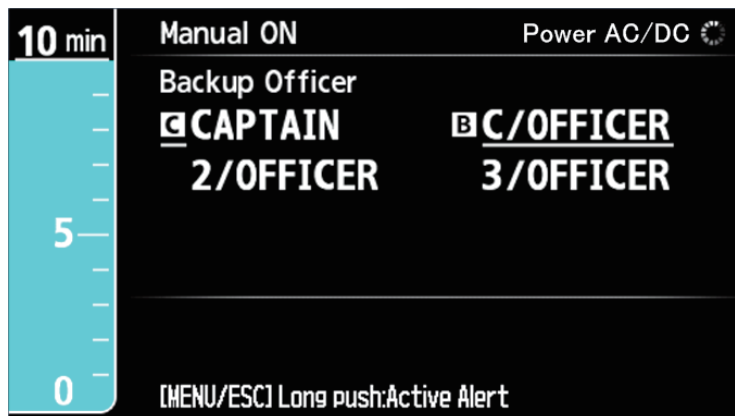 10 min
Manual ON
Power AC/DC
Backup Officer
C CAPTAIN
B C/OFFICER
2/OFFICER
3/OFFICER
5
0
[MENU/ESC] Long push:Active Alert